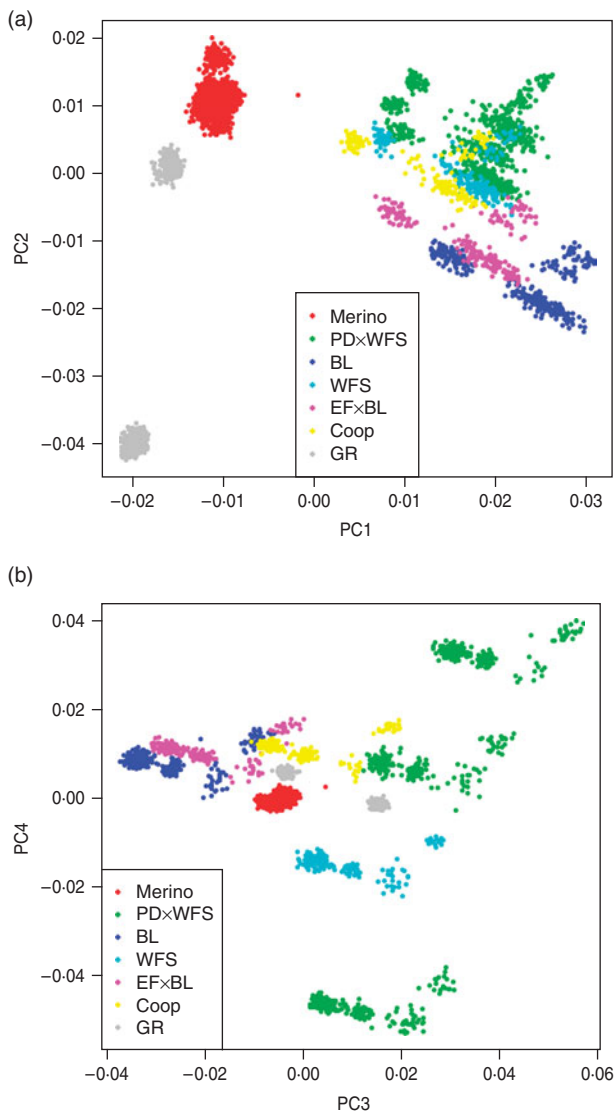 (a)
0·02
0·01
0·00
−0·01
−0·02
−0·03
−0·04
PC2
Merino
PD×WFS
BL
WFS
EF×BL
Coop
GR
−0·02 −0·01 0·00 0·01 0·02 0·03
PC1
(b)
0·04
0·02
0·00
−0·02
−0·04
PC4
Merino
PD×WFS
BL
WFS
EF×BL
Coop
GR
−0·04 −0·02 0·00 0·02 0·04 0·06
PC3